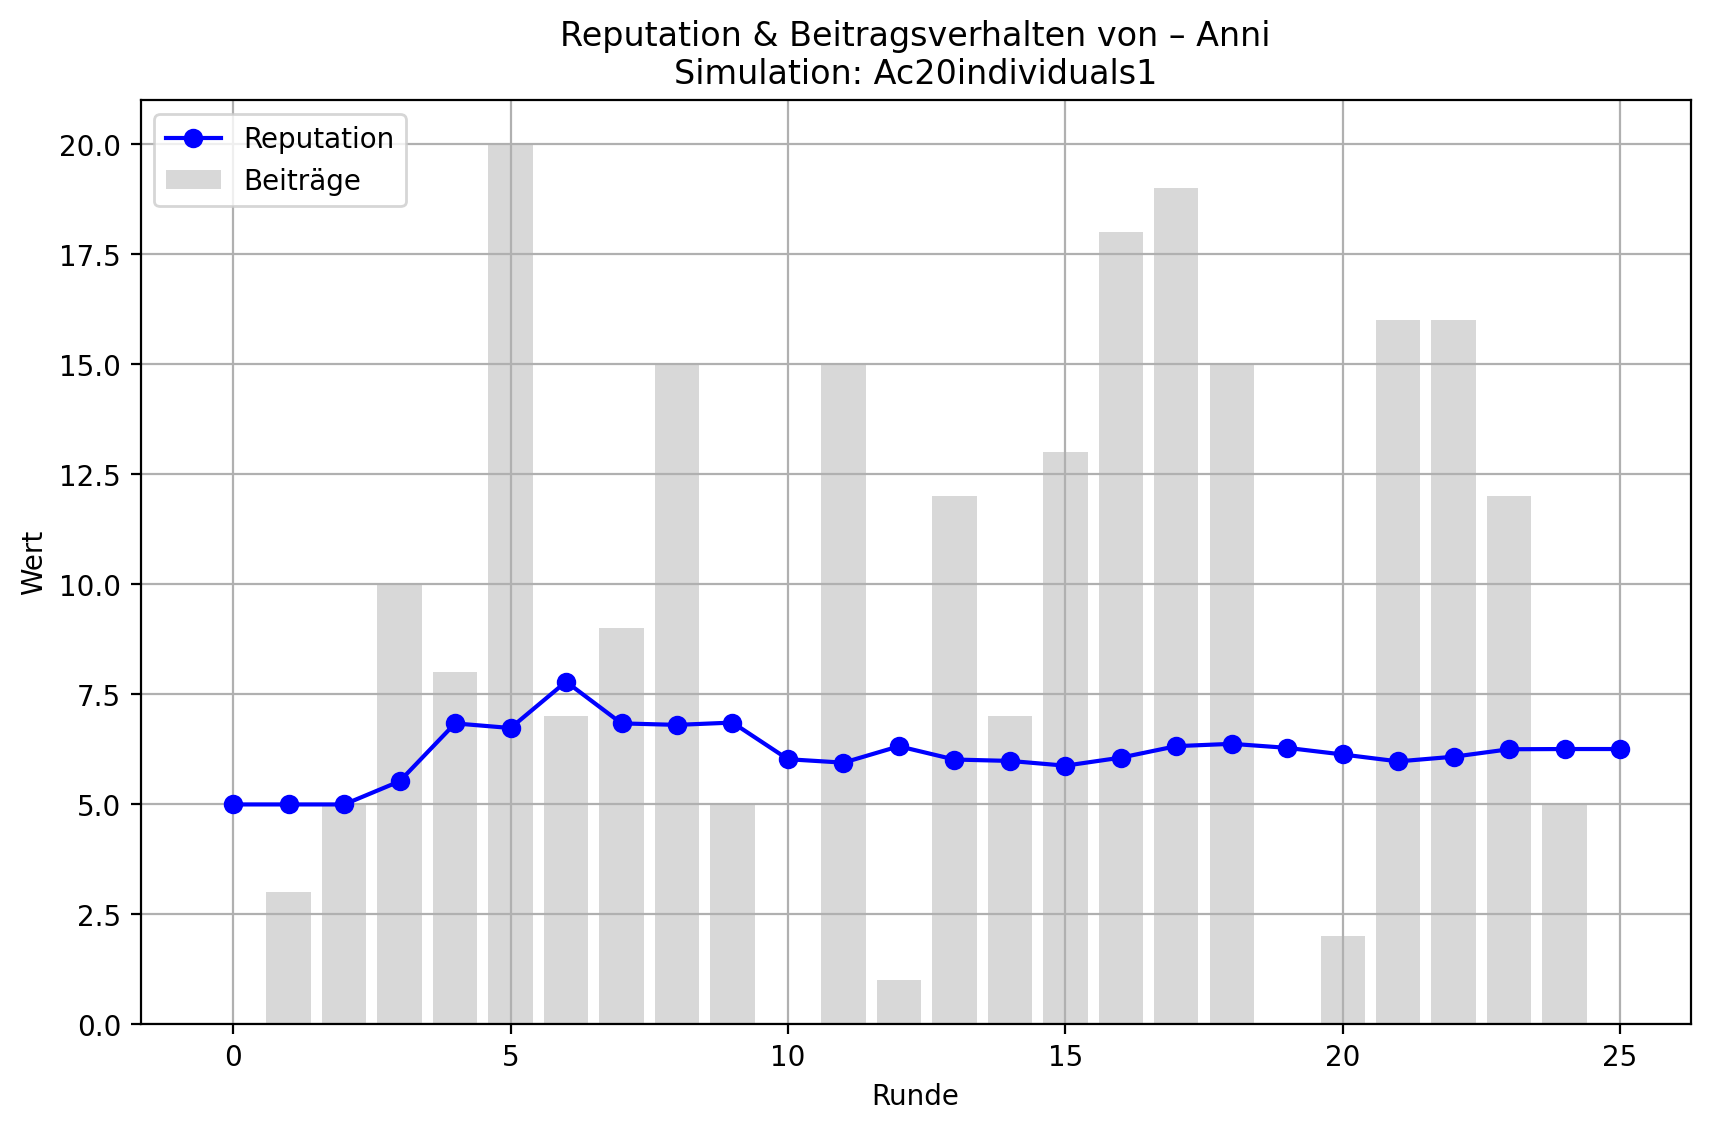 Reputation & Beitragsverhalten von – Anni
Simulation: Ac20individuals1
Reputation
Beiträge
20.0
17.5
15.0
12.5
10.0
7.5
5.0
2.5
0.0
Wert
0 5 10 15 20 25
Runde